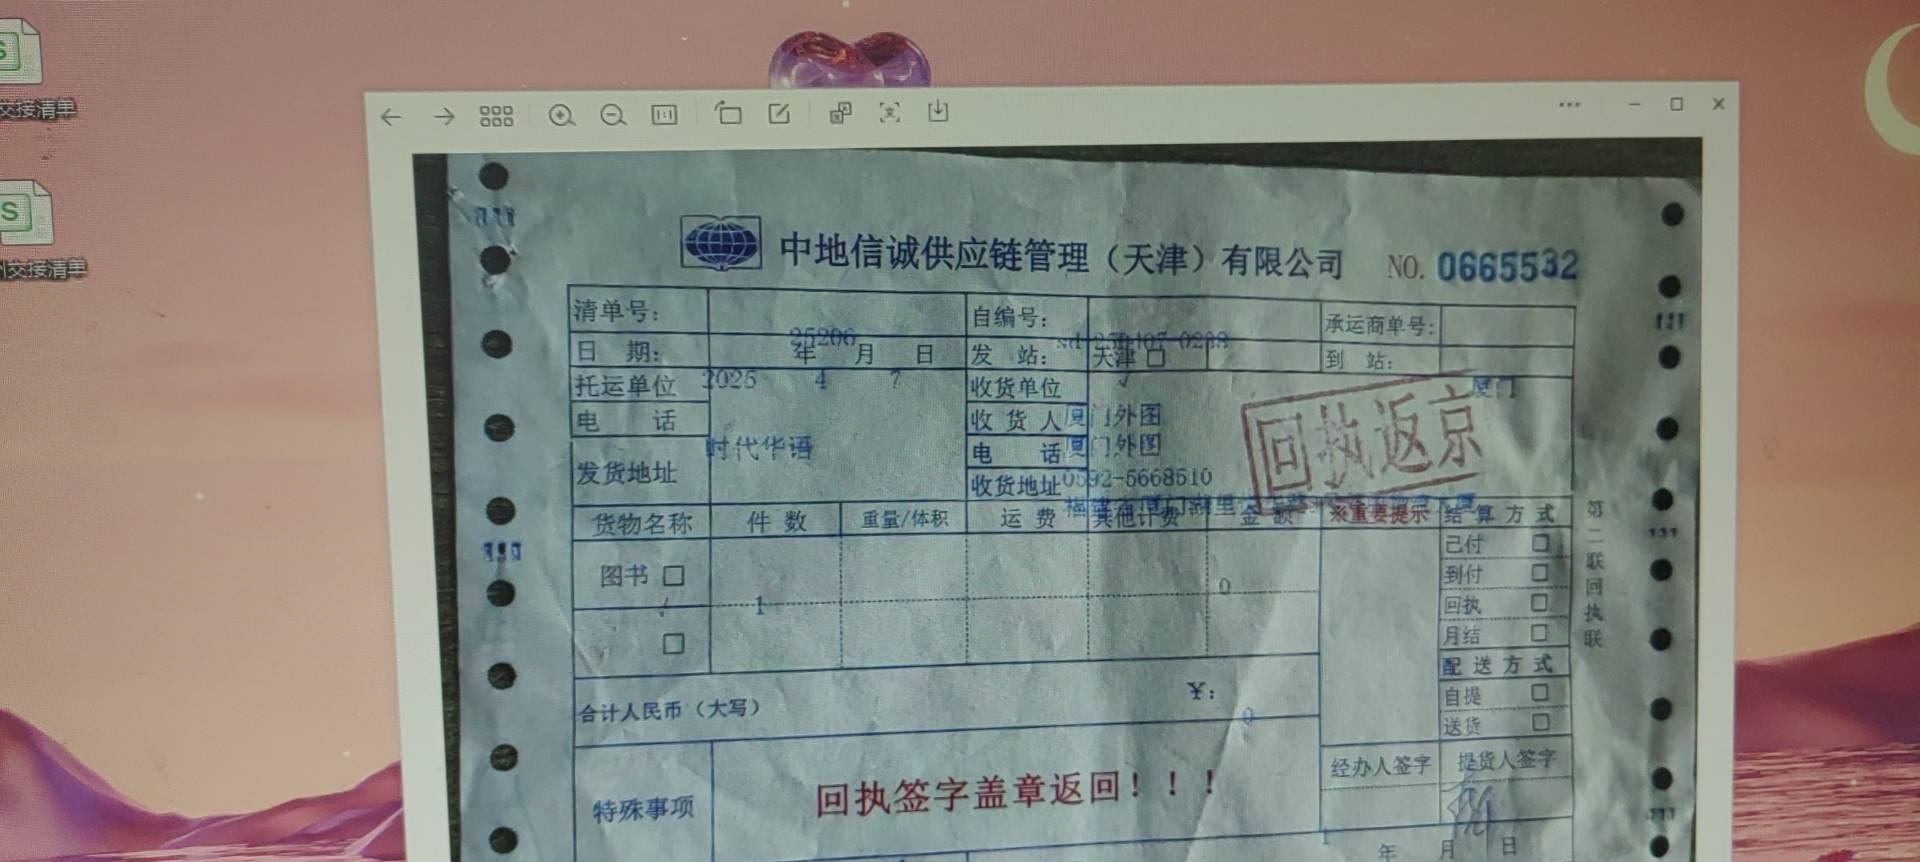 交接清单
交接清单
中地信诚供应链管理（天津）有限公司 NO. 0665532
清单号： 25206 自编号： 承运商单号：
日 期： 年 月 日 发 站： 天津 □ 到 站：
托运单位 2025 4 7 收货单位 √ 厦门
电 话 收 货 人 厦门外图
回执返京
时代华语 电 话 厦门外图
发货地址 收货地址 0592-5668510
货物名称 件 数 重量/体积 运 费 其他计费 金 额 ※重要提示 结 算 方 式
图书 □ √ 1 0
□
己付 □
到付 □
回执 □
月结 □
配 送 方 式
自提 □
送货 □
第二联回执联
合计人民币（大写） ¥： 0
特殊事项 回执签字盖章返回！！！
经办人签字 提货人签字
年 月 日